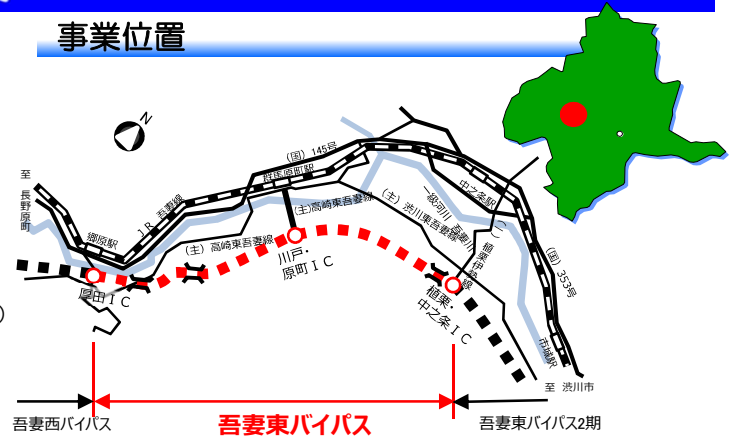 事業位置
N
(国) 145号
群馬原町駅
至 長野原町
JR 吾妻線
中之条駅
(主) 高崎東吾妻線
(主) 渋川東吾妻線
一級河川 吾妻川
(一) 植栗伊勢線
郷原駅
(主) 高崎東吾妻線
川戸・
原町IC
(国) 353号
厚田IC
植栗・
中之条IC
市城駅
至 渋川市
吾妻西バイパス
吾妻東バイパス
吾妻東バイパス2期